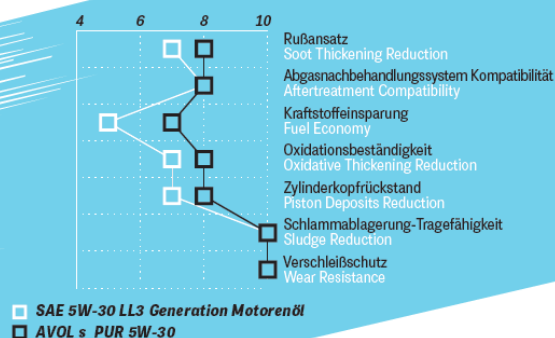 4 6 8 10
Rußansatz
Soot Thickening Reduction
Abgasnachbehandlungssystem Kompatibilität
Aftertreatment Compatibility
Kraftstoffeinsparung
Fuel Economy
Oxidationsbeständigkeit
Oxidative Thickening Reduction
Zylinderkopfrückstand
Piston Deposits Reduction
Schlammablagerung-Tragefähigkeit
Sludge Reduction
Verschleißschutz
Wear Resistance
SAE 5W-30 LL3 Generation Motorenöl
AVOL s PUR 5W-30